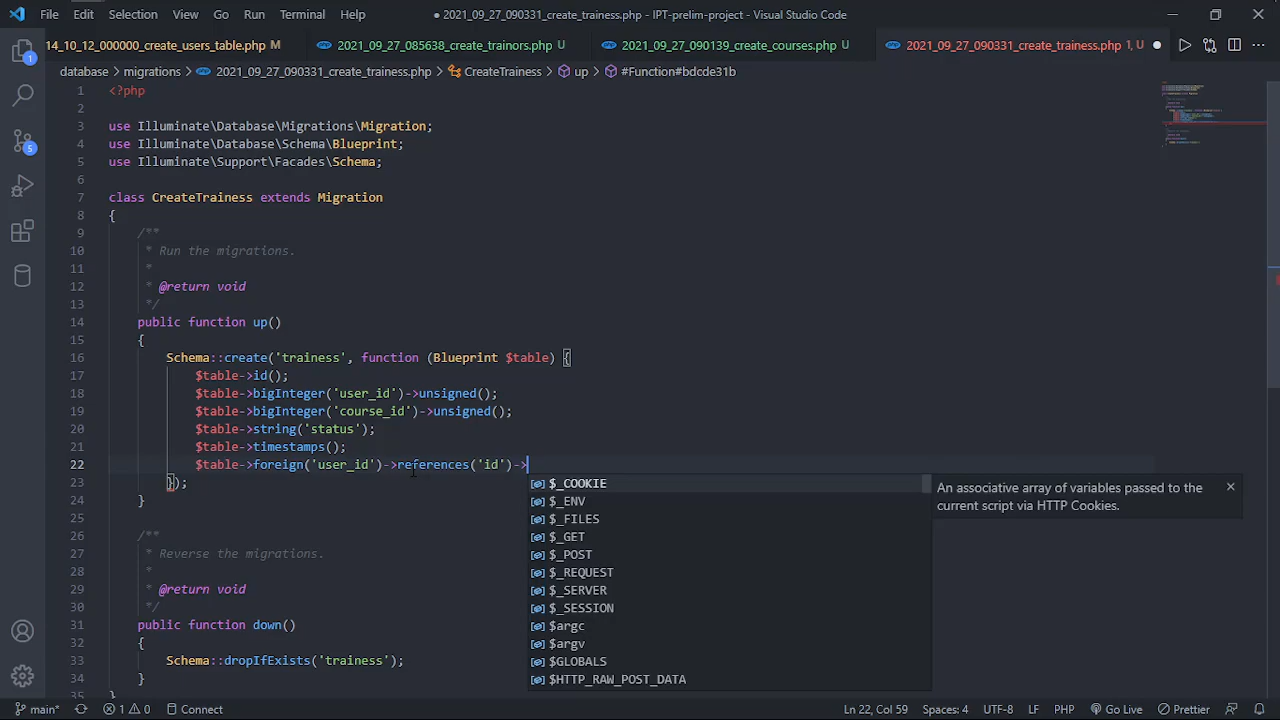 File Edit Selection View Go Run Terminal Help
● 2021_09_27_090331_create_trainess.php - IPT-prelim-project - Visual Studio Code
14_10_12_000000_create_users_table.php M
2021_09_27_085638_create_trainors.php U
2021_09_27_090139_create_courses.php U
2021_09_27_090331_create_trainess.php 1, U
database > migrations > 2021_09_27_090331_create_trainess.php > CreateTrainess > up > #Function#bdcde31b
1 <?php
2
3 use Illuminate\Database\Migrations\Migration;
4 use Illuminate\Database\Schema\Blueprint;
5 use Illuminate\Support\Facades\Schema;
6
7 class CreateTrainess extends Migration
8 {
9 /**
10 * Run the migrations.
11 *
12 * @return void
13 */
14 public function up()
15 {
16 Schema::create('trainess', function (Blueprint $table) {
17 $table->id();
18 $table->bigInteger('user_id')->unsigned();
19 $table->bigInteger('course_id')->unsigned();
20 $table->string('status');
21 $table->timestamps();
22 $table->foreign('user_id')->references('id')->
23 });
24 }
25
26 /**
27 * Reverse the migrations.
28 *
29 * @return void
30 */
31 public function down()
32 {
33 Schema::dropIfExists('trainess');
34 }
35 }
$_COOKIE
$_ENV
$_FILES
$_GET
$_POST
$_REQUEST
$_SERVER
$_SESSION
$argc
$argv
$GLOBALS
$HTTP_RAW_POST_DATA
An associative array of variables passed to the
current script via HTTP Cookies.
1
5
main* 1 0 Connect Ln 22, Col 59 Spaces: 4 UTF-8 LF PHP Go Live Prettier